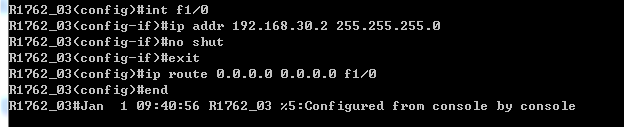 R1762_03(config)#int f1/0
R1762_03(config-if)#ip addr 192.168.30.2 255.255.255.0
R1762_03(config-if)#no shut
R1762_03(config-if)#exit
R1762_03(config)#ip route 0.0.0.0 0.0.0.0 f1/0
R1762_03(config)#end
R1762_03#Jan  1 09:40:56 R1762_03 %5:Configured from console by console